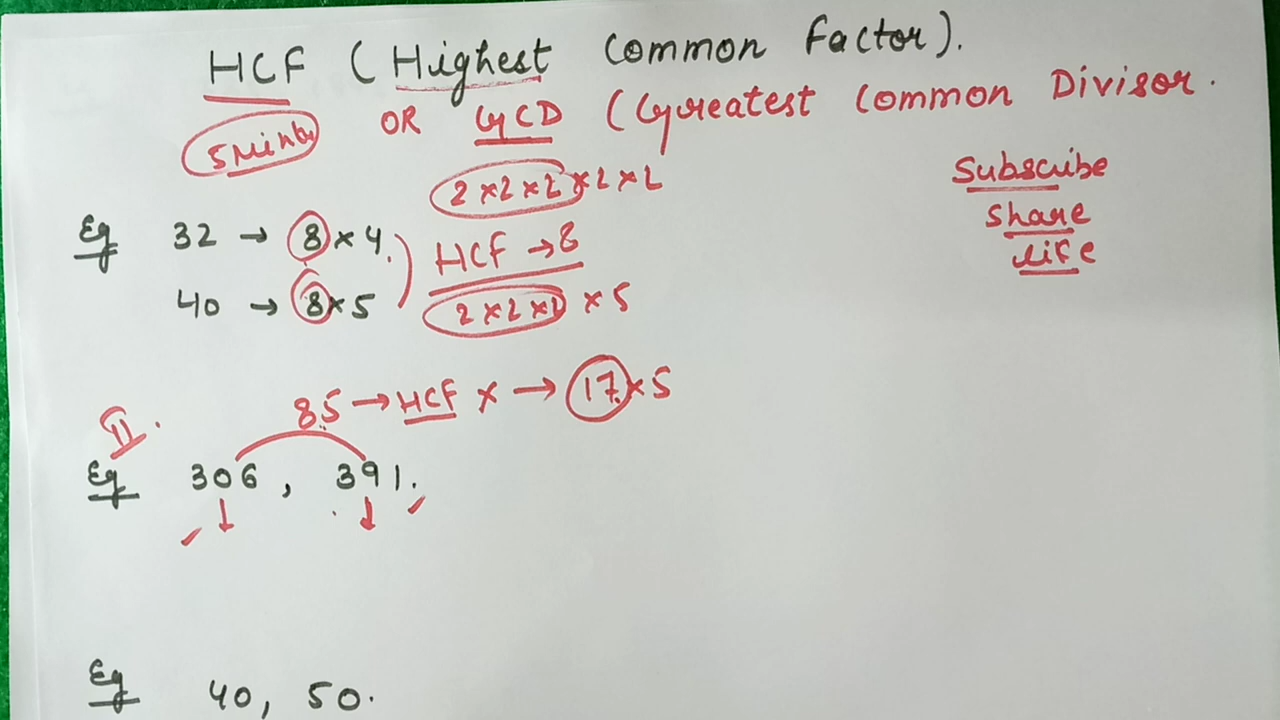 HCF (Highest Common Factor).
5 Minutes OR GCD (Greatest Common Divisor.
2×2×2×2×2
Subscribe
Share
Like
Eg 32 → 8×4.
HCF → 8
40 → 8×5
2×2×2 ×5
II.
85 → HCF × → 17×5
Eg 306, 391.
Eg 40, 50.